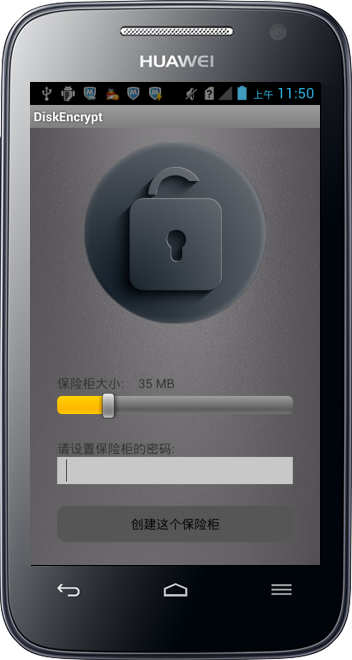 HUAWEI
上午 11:50
DiskEncrypt
保险柜大小: 35 MB
请设置保险柜的密码:
创建这个保险柜